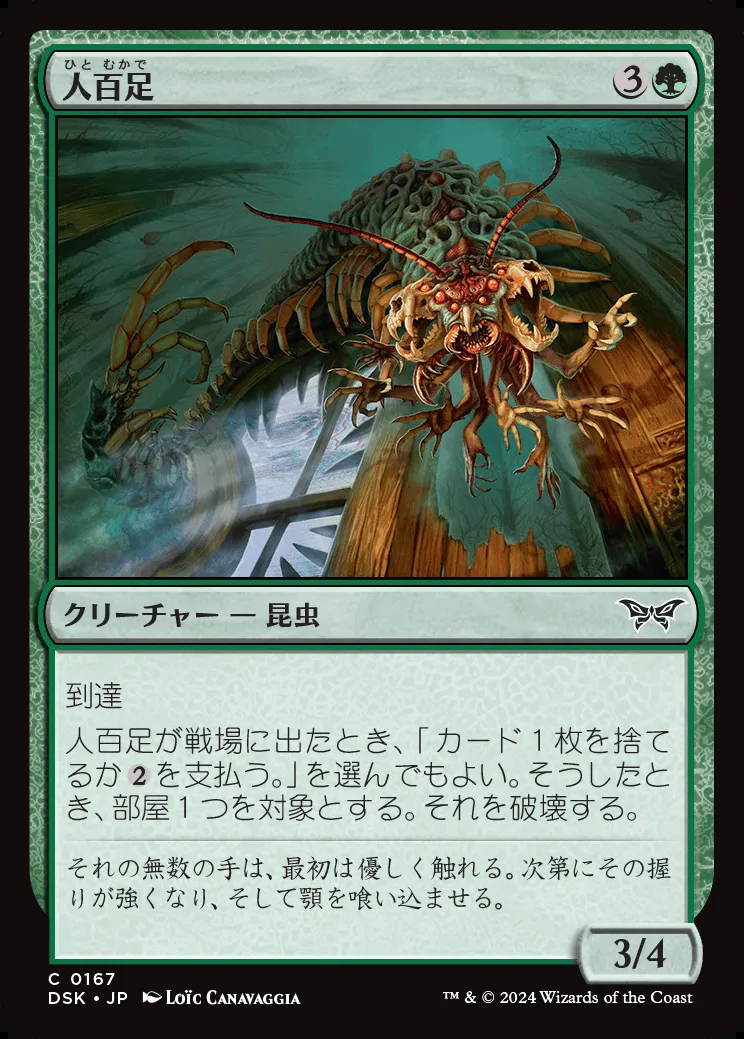 ひと むかで
人百足 3
クリーチャー — 昆虫
到達
人百足が戦場に出たとき、「カード1枚を捨て
るか2を支払う。」を選んでもよい。そうしたと
き、部屋1つを対象とする。それを破壊する。
それの無数の手は、最初は優しく触れる。次第にその握
りが強くなり、そして顎を喰い込ませる。
3/4
C 0167
DSK • JP Loïc Canavaggia
™ & © 2024 Wizards of the Coast